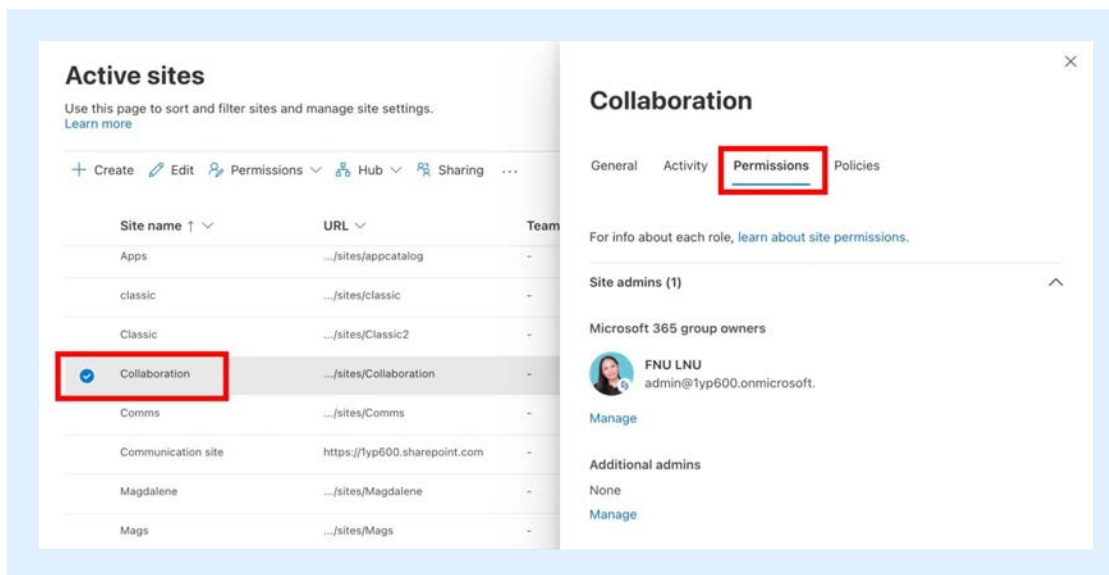 Active sites
Use this page to sort and filter sites and manage site settings.
Learn more
Create Edit Permissions Hub Sharing ...
Site name ↑ URL Team
Apps .../sites/appcatalog -
classic .../sites/classic -
Classic .../sites/Classic2 -
Collaboration .../sites/Collaboration -
Comms .../sites/Comms -
Communication site https://1yp600.sharepoint.com -
Magdalene .../sites/Magdalene -
Mags .../sites/Mags -
Collaboration
General Activity Permissions Policies
For info about each role, learn about site permissions.
Site admins (1)
Microsoft 365 group owners
FNU LNU
admin@1yp600.onmicrosoft.
Manage
Additional admins
None
Manage